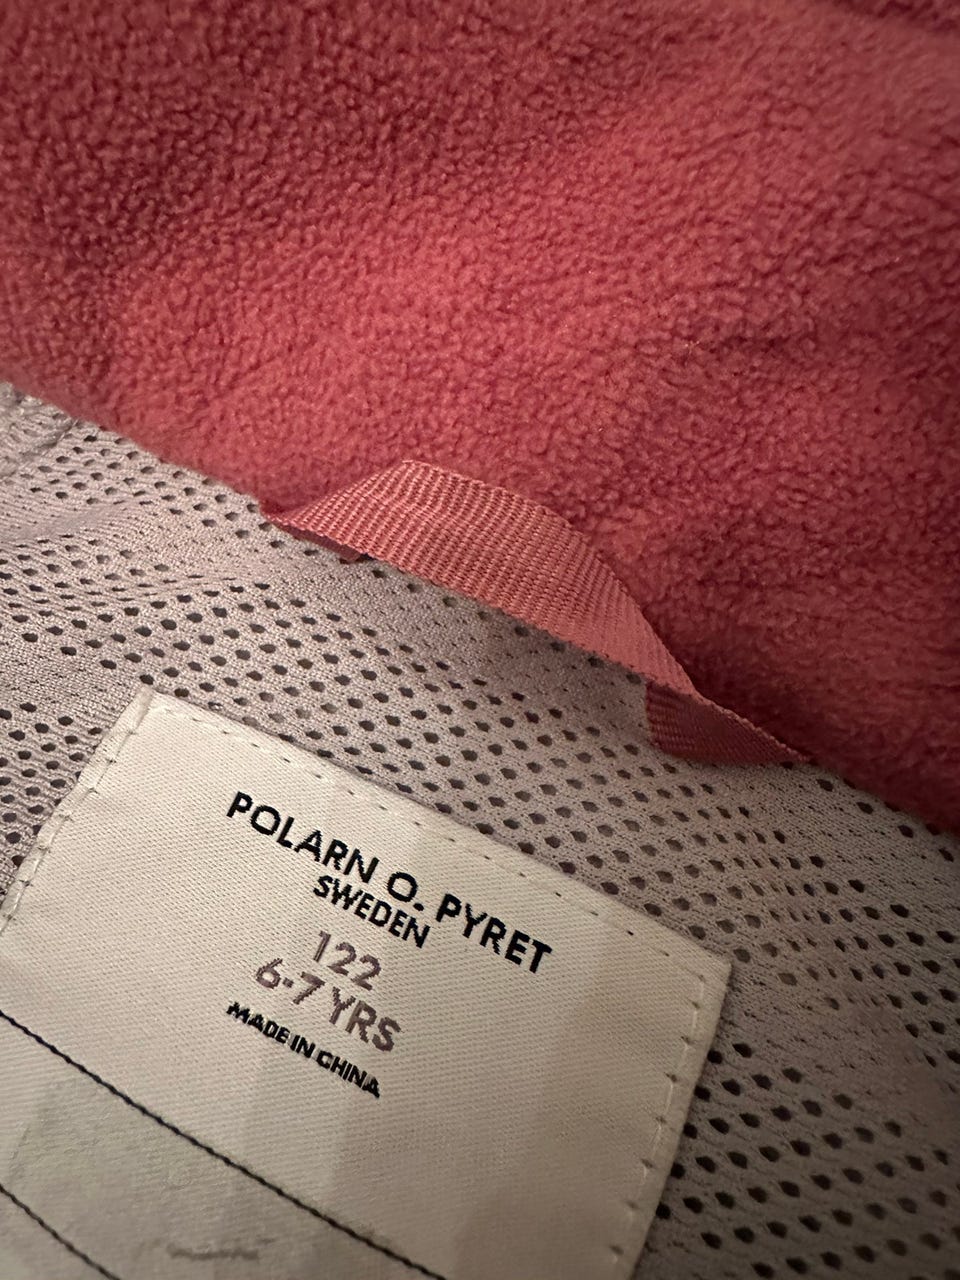 POLARN O. PYRET
SWEDEN
122
6-7 YRS
MADE IN CHINA